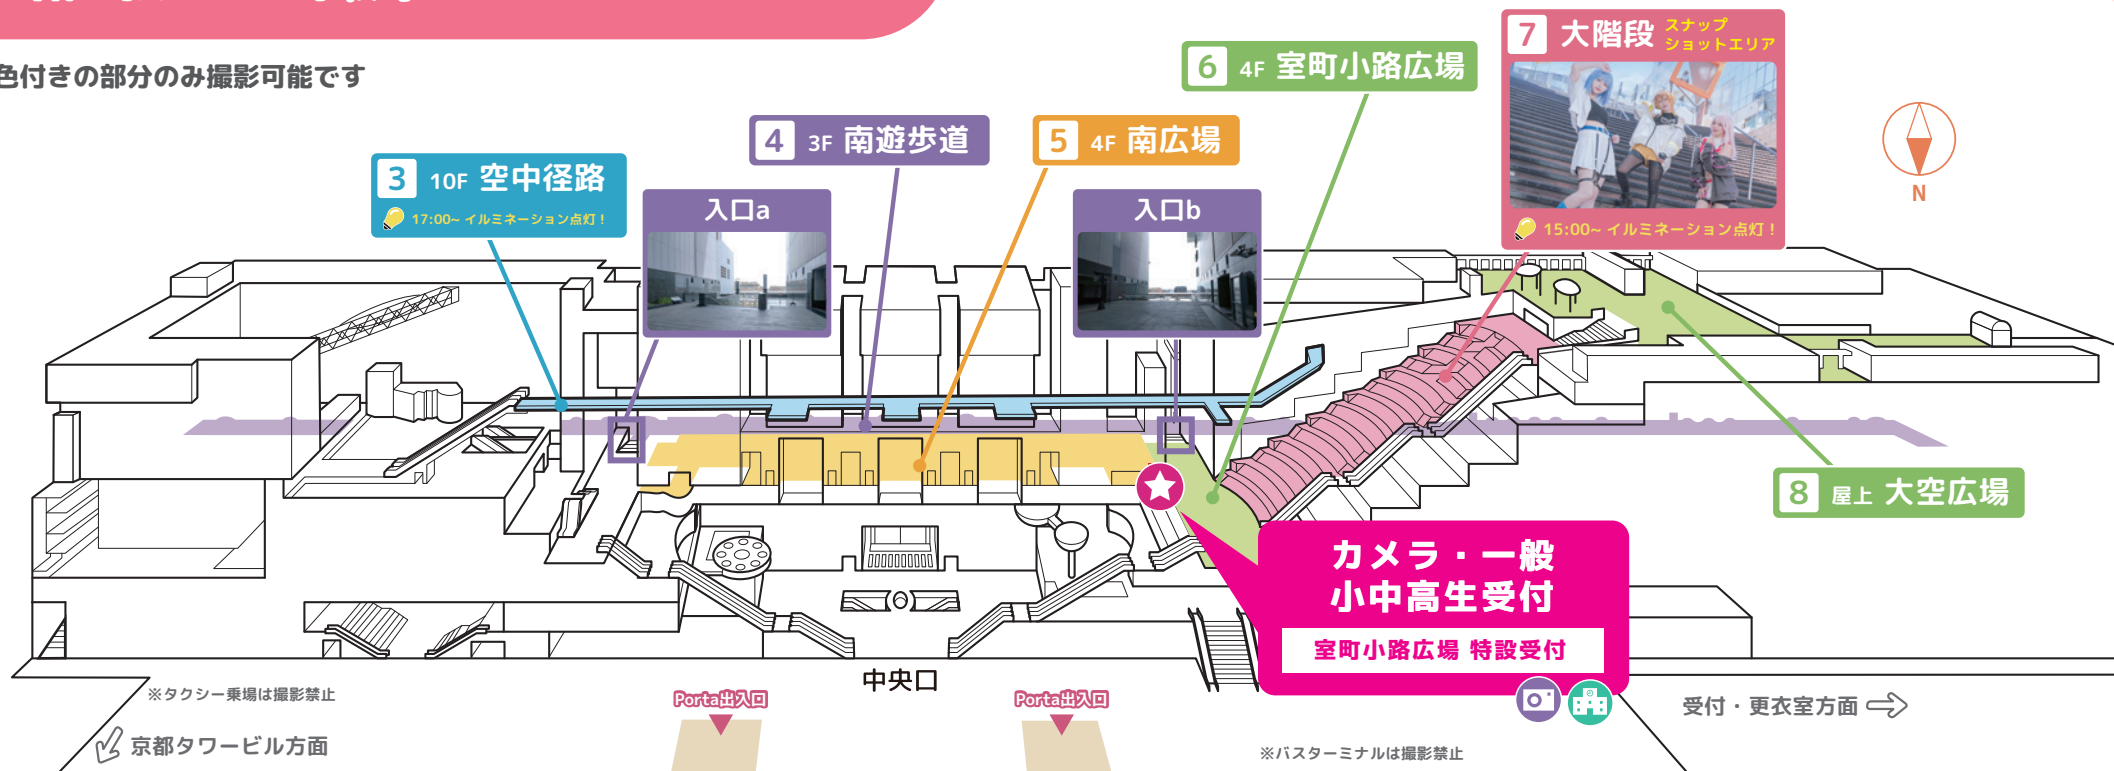 色付きの部分のみ撮影可能です
7 大階段 スナップ
ショットエリア
15:00~ イルミネーション点灯！
6 4F 室町小路広場
5 4F 南広場
4 3F 南遊歩道
3 10F 空中径路
17:00~ イルミネーション点灯！
入口a
入口b
N
8 屋上 大空広場
カメラ・一般
小中高生受付
室町小路広場 特設受付
中央口
※タクシー乗場は撮影禁止
Porta出入口
Porta出入口
受付・更衣室方面
京都タワービル方面
※バスターミナルは撮影禁止